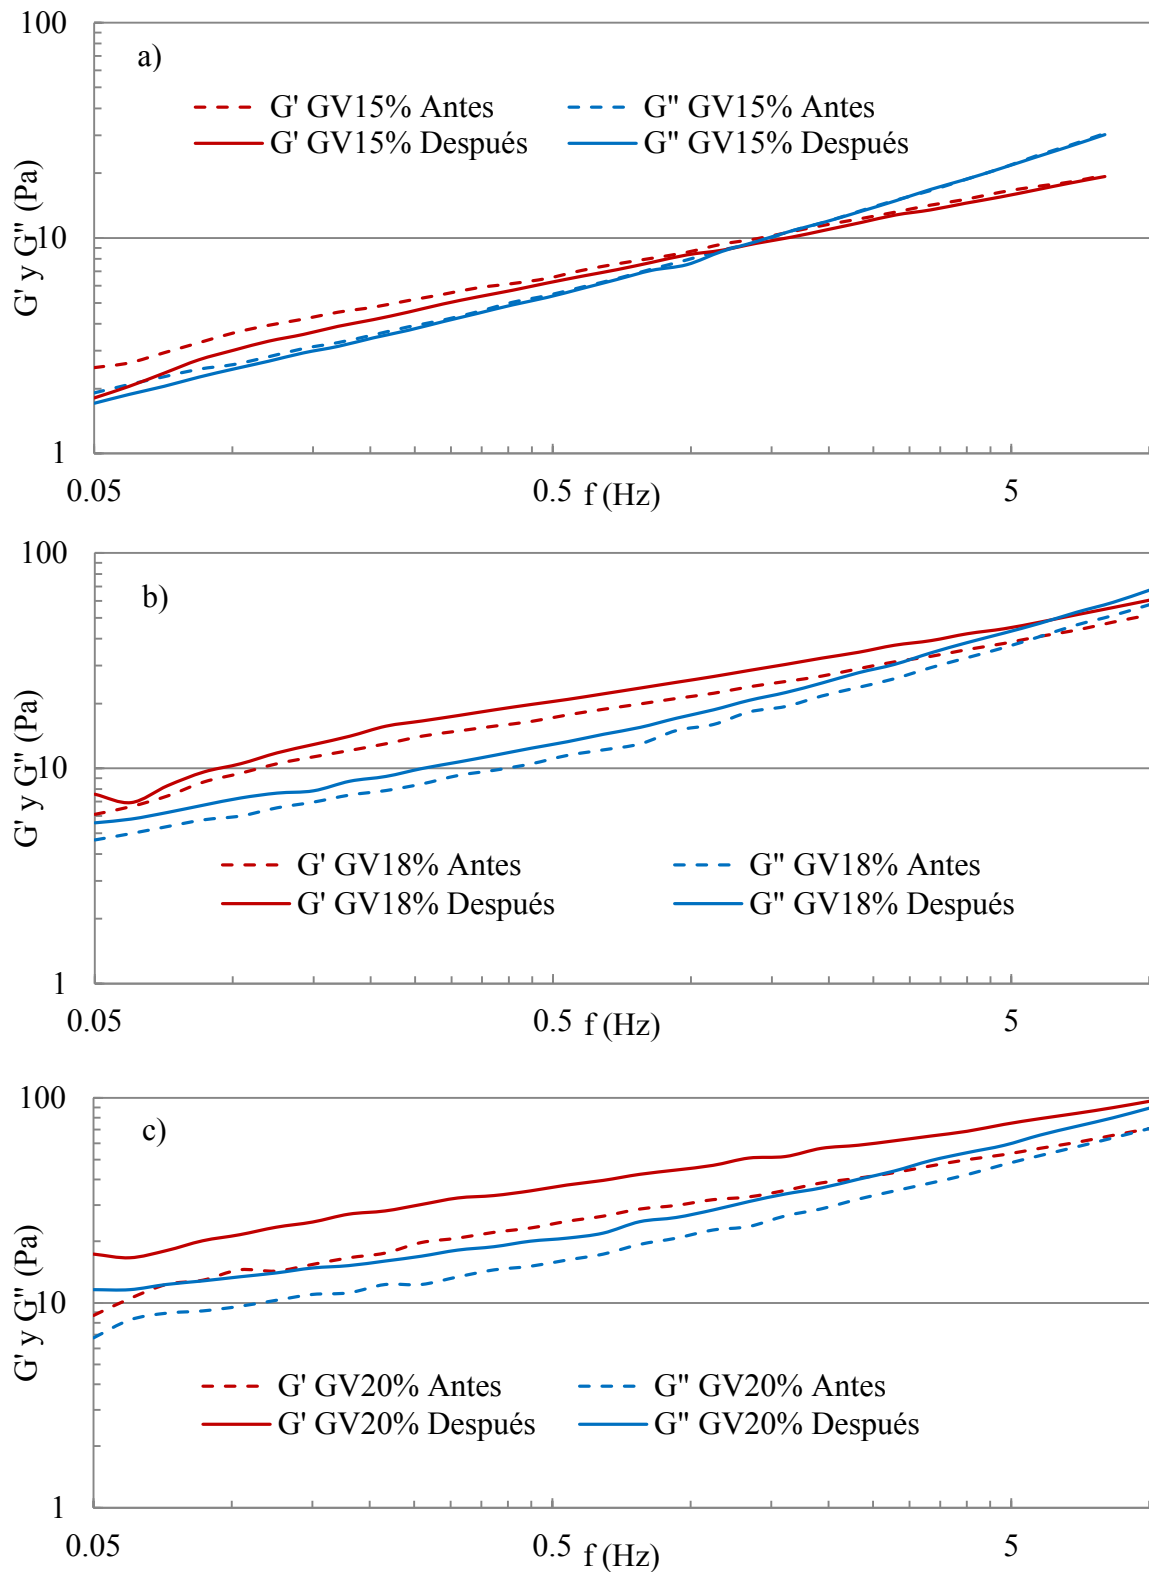 100
a)
G' GV15% Antes
G" GV15% Antes
G' GV15% Después
G" GV15% Después
G' y G" (Pa)
10
1
0.05
0.5
5
f (Hz)
100
b)
G' y G" (Pa)
10
G' GV18% Antes
G" GV18% Antes
G' GV18% Después
G" GV18% Después
1
0.05
0.5
5
f (Hz)
100
c)
G' y G" (Pa)
10
G' GV20% Antes
G" GV20% Antes
G' GV20% Después
G" GV20% Después
1
0.05
0.5
5
f (Hz)